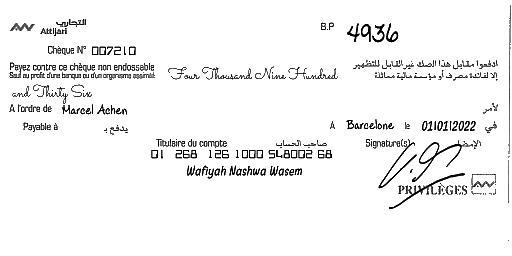 التجاري
Attijari
B.P 4936
Chèque N° 007210
Payez contre ce chèque non endossable
Sauf au profit d'une banque ou d'un organisme assimilé
ادفعوا مقابل هذا الصك غير القابل للتظهير
إلا لفائدة مصرف أو مؤسسة مالية مماثلة
Four Thousand Nine Hundred
and Thirty Six
A l'ordre de Marcel Achen لأمر
Payable à يدفع بـ A Barcelone le 01/01/2022 في
Titulaire du compte صاحب الحساب Signature(s) الإمضاء
01 268 126 1000 548002 68
Wafiyah Nashwa Wasem
PRIVILÈGES